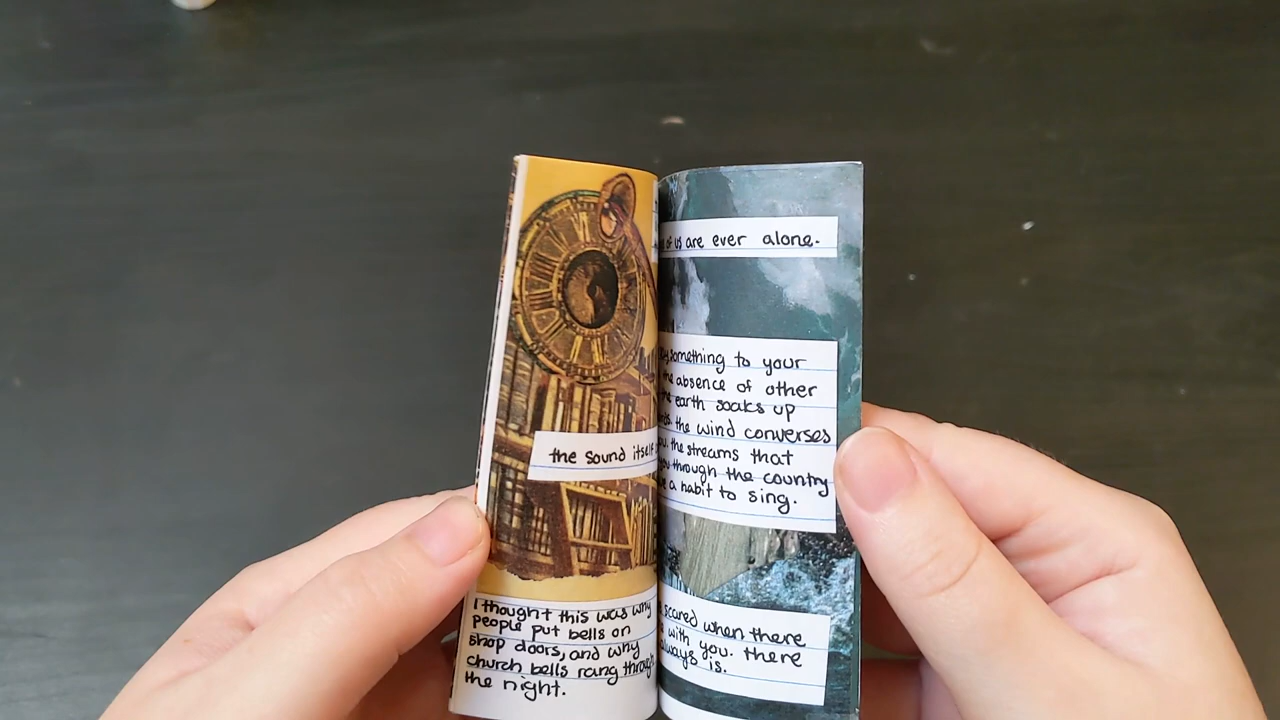 the sound itself
I thought this was why
people put bells on
shop doors, and why
church bells rang through
the night.
of us are ever alone.
something to your
the absence of other
the earth soaks up
the wind converses
the streams that
you through the country
a habit to sing.
scared when there
with you. there
always is.